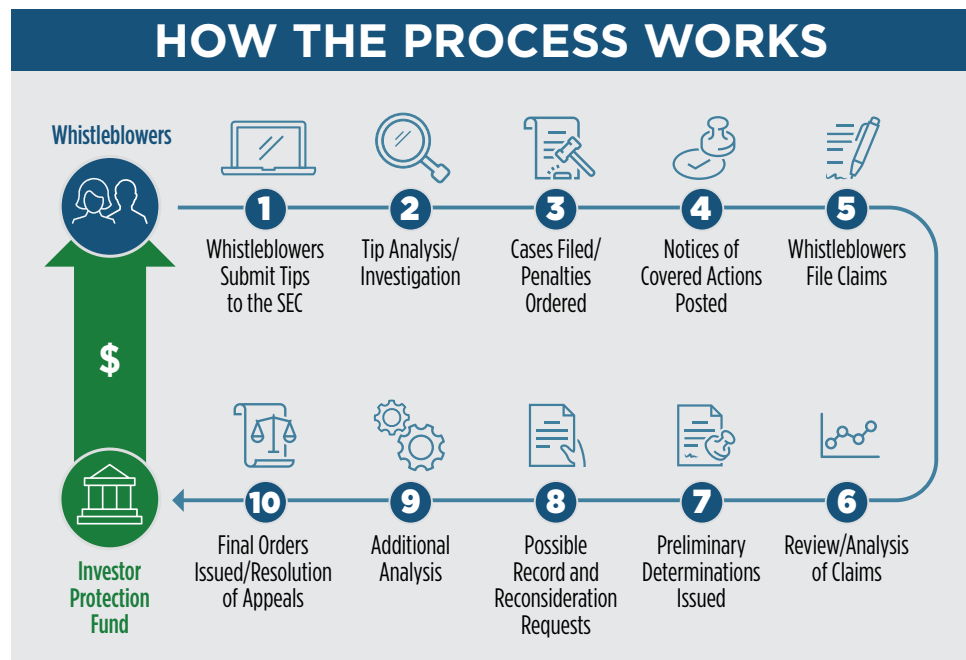 HOW THE PROCESS WORKS
Whistleblowers
1
Whistleblowers
Submit Tips
to the SEC
2
Tip Analysis/
Investigation
3
Cases Filed/
Penalties
Ordered
4
Notices of
Covered Actions
Posted
5
Whistleblowers
File Claims
$
6
Review/Analysis
of Claims
7
Preliminary
Determinations
Issued
8
Possible
Record and
Reconsideration
Requests
9
Additional
Analysis
10
Final Orders
Issued/Resolution
of Appeals
Investor
Protection
Fund